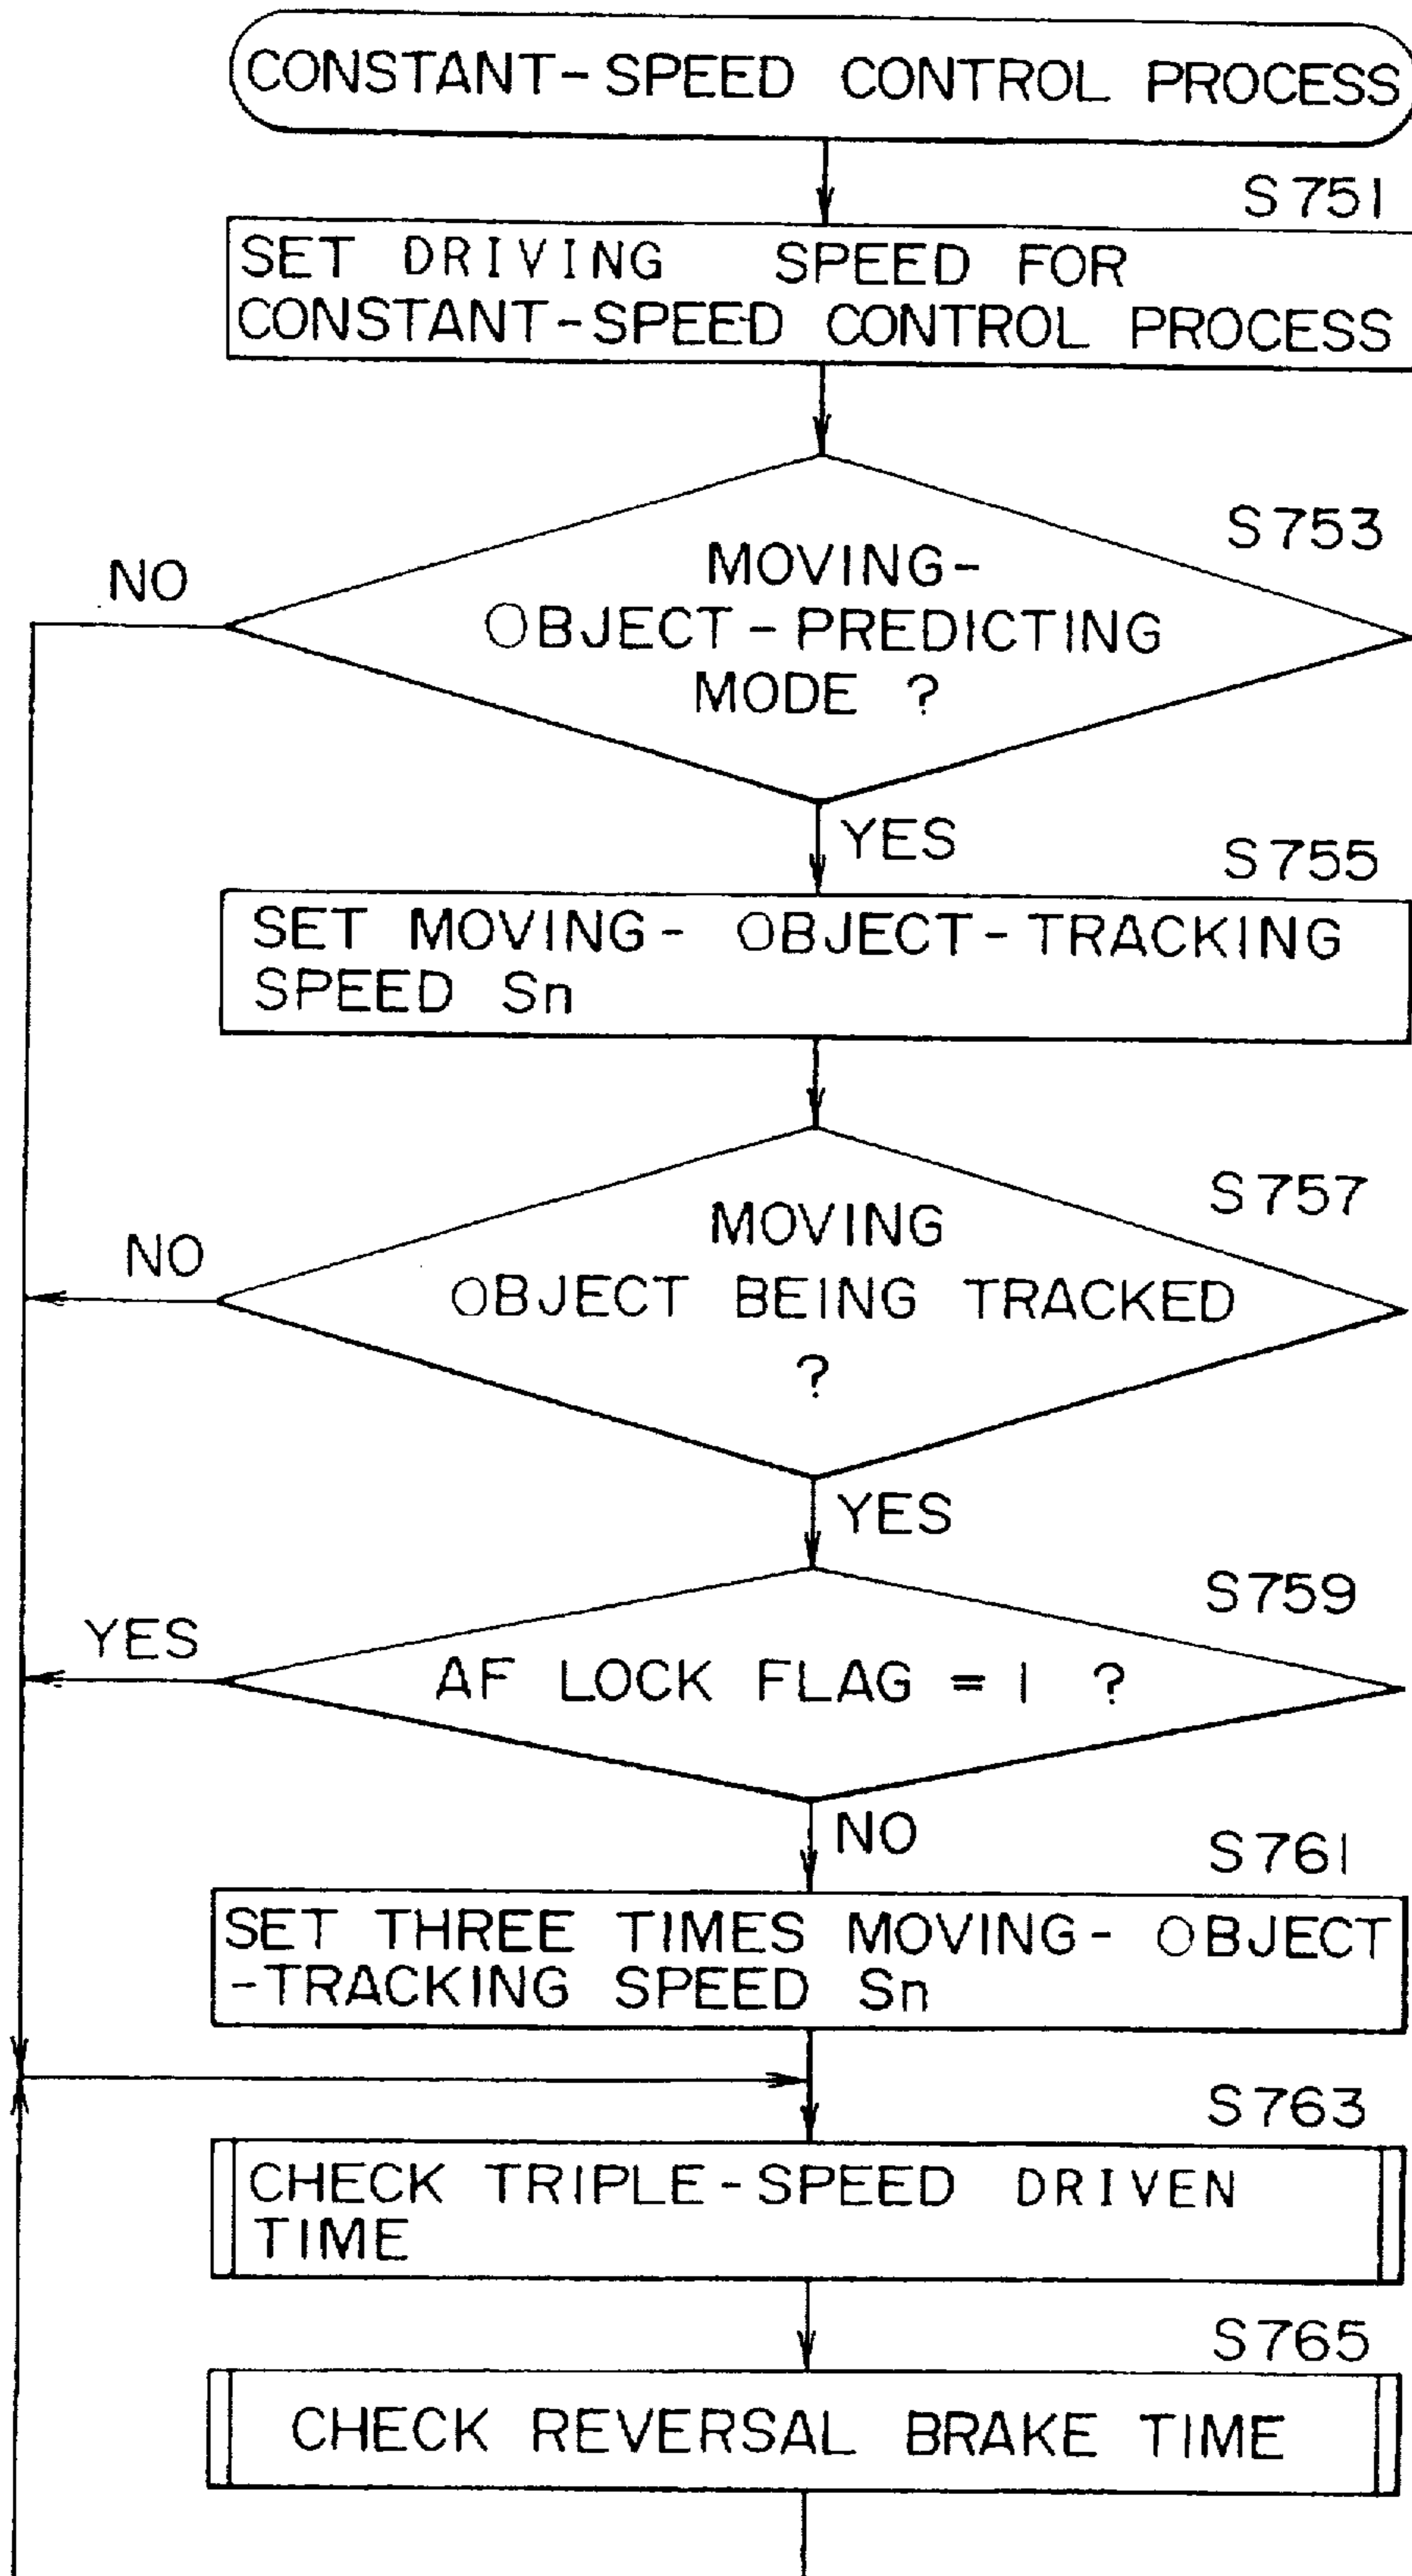 CONSTANT-SPEED CONTROL PROCESS
S751
SET DRIVING SPEED FOR
CONSTANT-SPEED CONTROL PROCESS
S753
MOVING-
OBJECT-PREDICTING
MODE ?
NO
YES
S755
SET MOVING- OBJECT-TRACKING
SPEED Sn
S757
MOVING
OBJECT BEING TRACKED
?
NO
YES
S759
AF LOCK FLAG = 1 ?
YES
NO
S761
SET THREE TIMES MOVING- OBJECT
-TRACKING SPEED Sn
S763
CHECK TRIPLE-SPEED DRIVEN
TIME
S765
CHECK REVERSAL BRAKE TIME